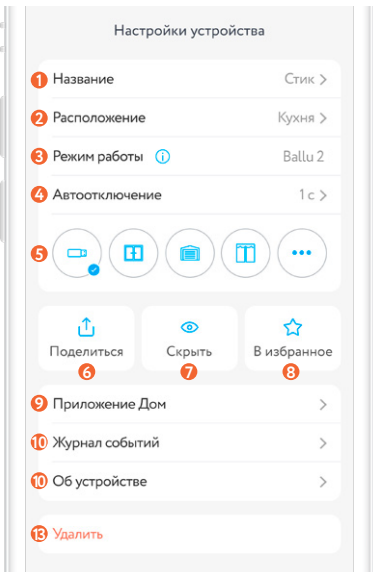 Настройки устройства
1 Название Стик >
2 Расположение Кухня >
3 Режим работы i Ballu 2
4 Автоотключение 1 с >
5
Поделиться Скрыть В избранное
6 7 8
9 Приложение Дом >
10 Журнал событий >
10 Об устройстве >
13 Удалить